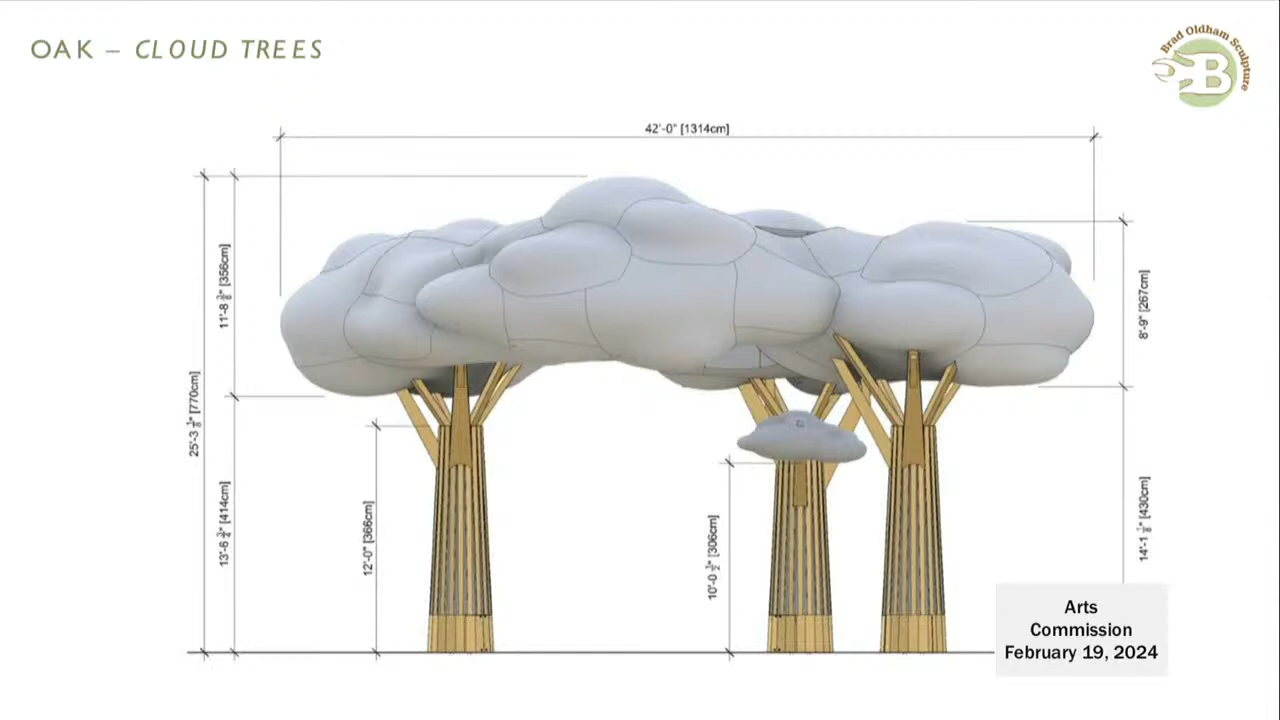 OAK – CLOUD TREES
Brad Oldham Sculpture
B
42'-0" [1314cm]
11'-8 3/8" [356cm]
8'-9" [267cm]
25'-3 1/8" [770cm]
13'-6 3/4" [414cm]
12'-0" [366cm]
10'-0 1/2" [306cm]
14'-1 1/8" [430cm]
Arts
Commission
February 19, 2024